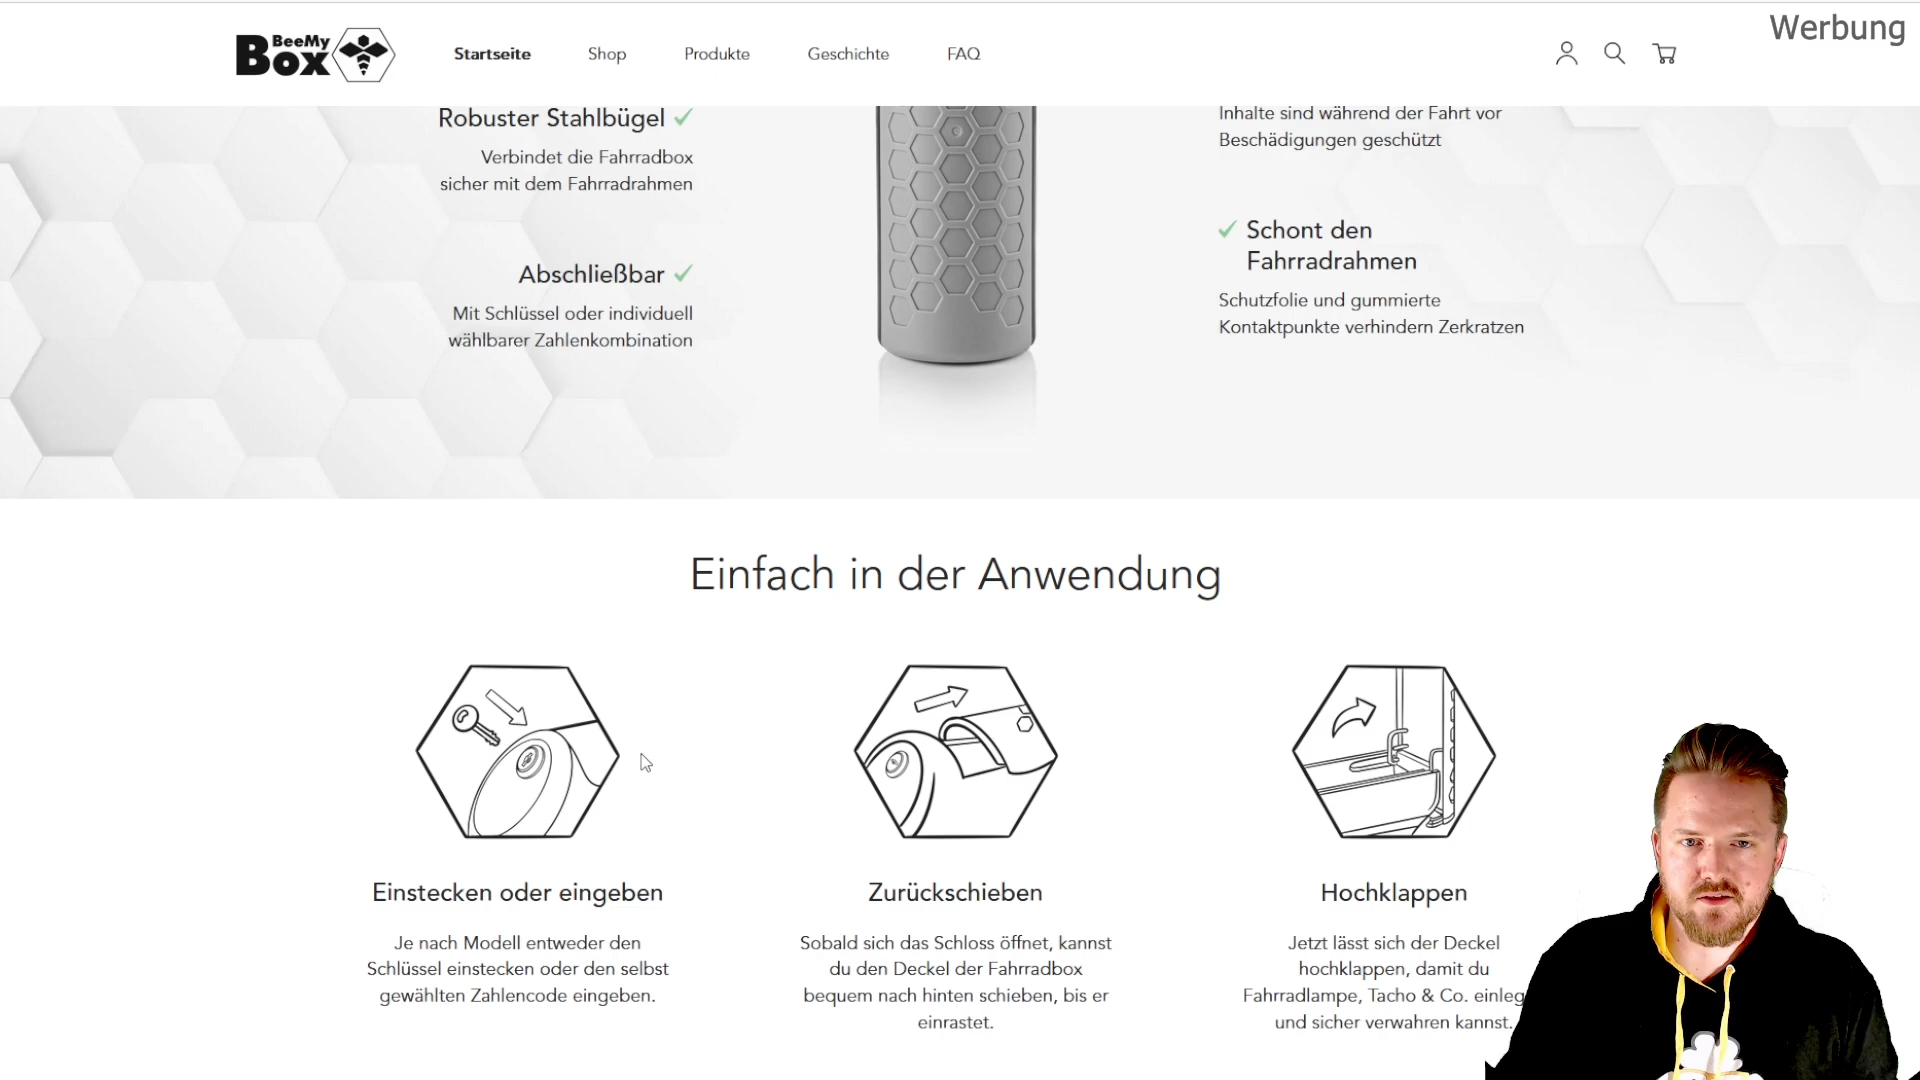 Werbung
BeeMy
Box
Startseite
Shop
Produkte
Geschichte
FAQ
Robuster Stahlbügel
Verbindet die Fahrradbox
sicher mit dem Fahrradrahmen
Abschließbar
Mit Schlüssel oder individuell
wählbarer Zahlenkombination
Inhalte sind während der Fahrt vor
Beschädigungen geschützt
Schont den
Fahrradrahmen
Schutzfolie und gummierte
Kontaktpunkte verhindern Zerkratzen
Einfach in der Anwendung
Einstecken oder eingeben
Je nach Modell entweder den
Schlüssel einstecken oder den selbst
gewählten Zahlencode eingeben.
Zurückschieben
Sobald sich das Schloss öffnet, kannst
du den Deckel der Fahrradbox
bequem nach hinten schieben, bis er
einrastet.
Hochklappen
Jetzt lässt sich der Deckel
hochklappen, damit du
Fahrradlampe, Tacho & Co. einleg
und sicher verwahren kannst.